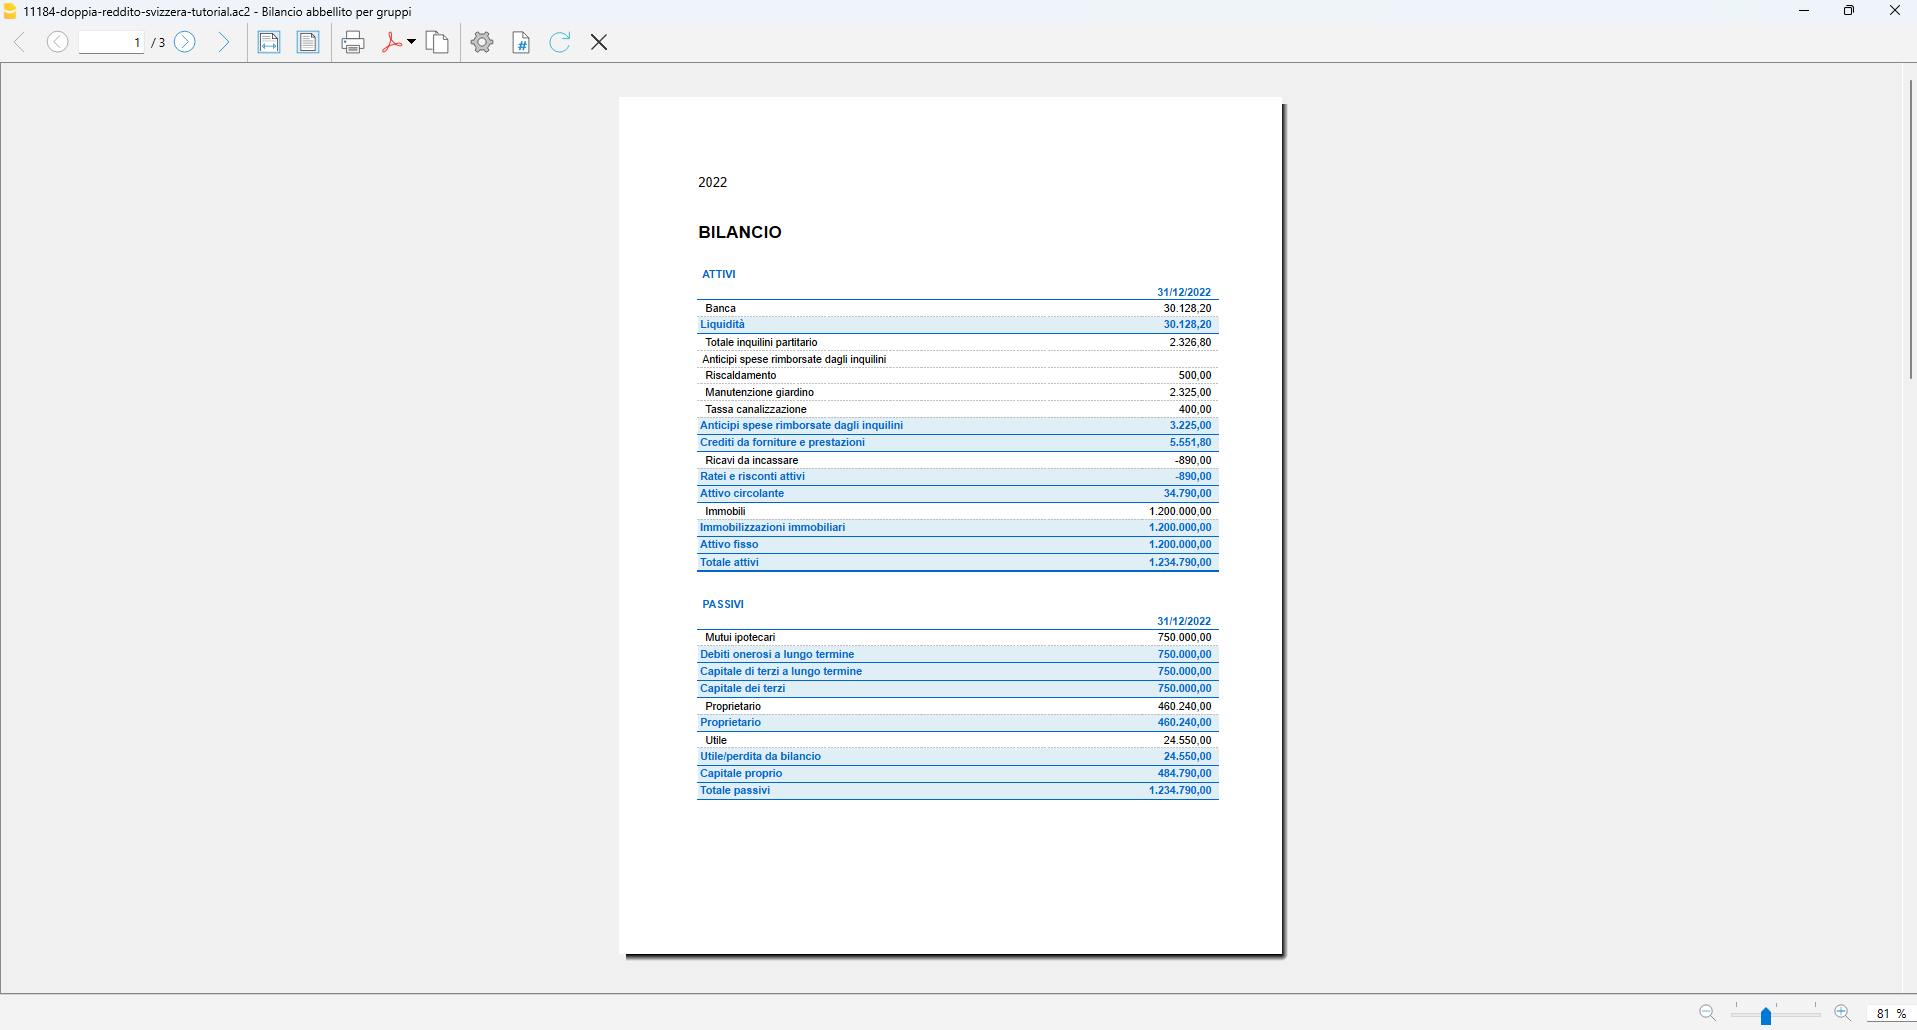 11184-doppia-reddito-svizzera-tutorial.ac2 - Bilancio abbellito per gruppi
1 / 3
#
2022
BILANCIO
ATTIVI
31/12/2022
Banca 30.128,20
Liquidità 30.128,20
Totale inquilini partitario 2.326,80
Anticipi spese rimborsate dagli inquilini
Riscaldamento 500,00
Manutenzione giardino 2.325,00
Tassa canalizzazione 400,00
Anticipi spese rimborsate dagli inquilini 3.225,00
Crediti da forniture e prestazioni 5.551,80
Ricavi da incassare -890,00
Ratei e risconti attivi -890,00
Attivo circolante 34.790,00
Immobili 1.200.000,00
Immobilizzazioni immobiliari 1.200.000,00
Attivo fisso 1.200.000,00
Totale attivi 1.234.790,00
PASSIVI
31/12/2022
Mutui ipotecari 750.000,00
Debiti onerosi a lungo termine 750.000,00
Capitale di terzi a lungo termine 750.000,00
Capitale dei terzi 750.000,00
Proprietario 460.240,00
Proprietario 460.240,00
Utile 24.550,00
Utile/perdita da bilancio 24.550,00
Capitale proprio 484.790,00
Totale passivi 1.234.790,00
81 %